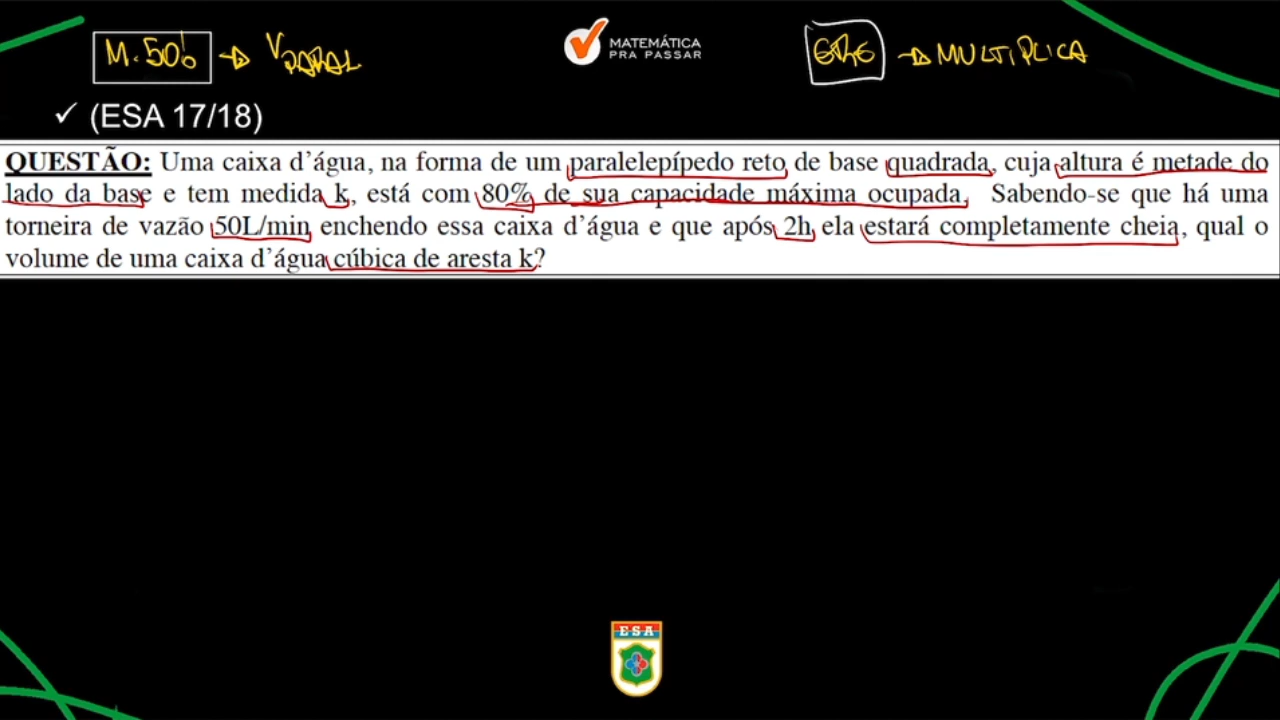 M.50! → VPARAL
MATEMÁTICA
PRA PASSAR
→ MULTIPLICA
✓ (ESA 17/18)
QUESTÃO: Uma caixa d’água, na forma de um paralelepípedo reto de base quadrada, cuja altura é metade do
lado da base e tem medida k, está com 80% de sua capacidade máxima ocupada. Sabendo-se que há uma
torneira de vazão 50L/min enchendo essa caixa d’água e que após 2h ela estará completamente cheia, qual o
volume de uma caixa d’água cúbica de aresta k?
ESA